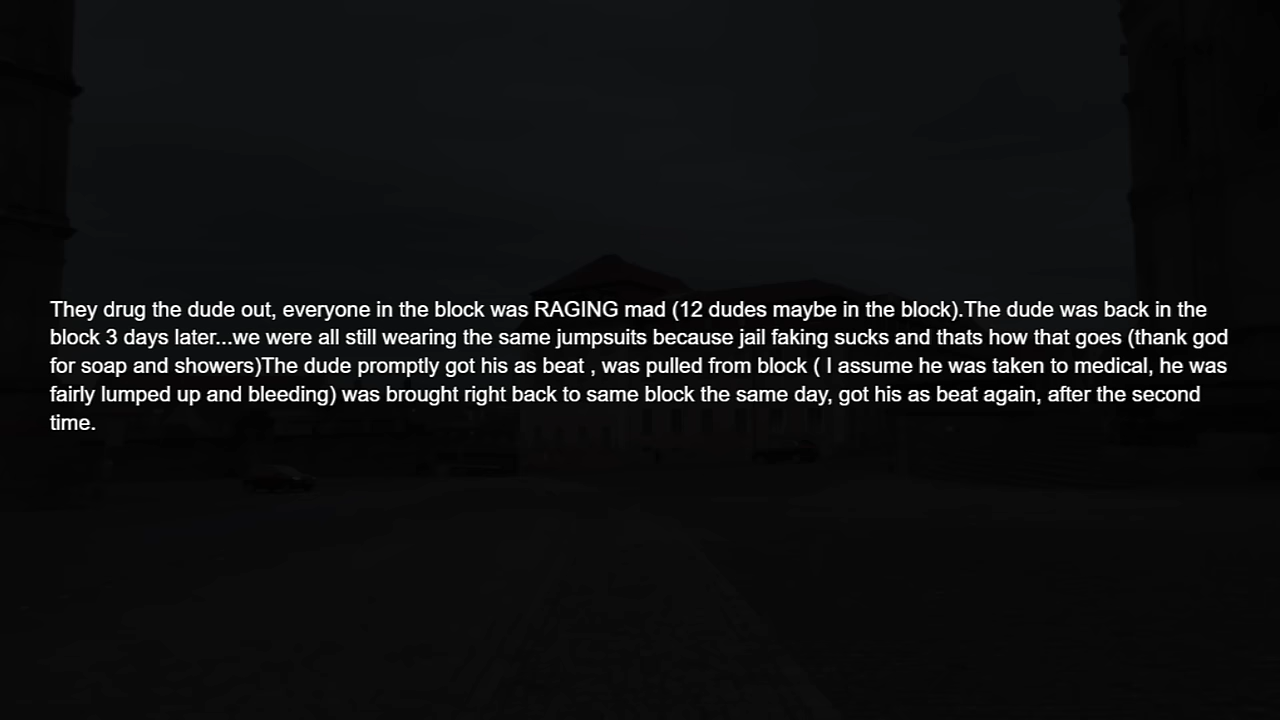 They drug the dude out, everyone in the block was RAGING mad (12 dudes maybe in the block).The dude was back in the
block 3 days later...we were all still wearing the same jumpsuits because jail faking sucks and thats how that goes (thank god
for soap and showers)The dude promptly got his as beat , was pulled from block ( I assume he was taken to medical, he was
fairly lumped up and bleeding) was brought right back to same block the same day, got his as beat again, after the second
time.